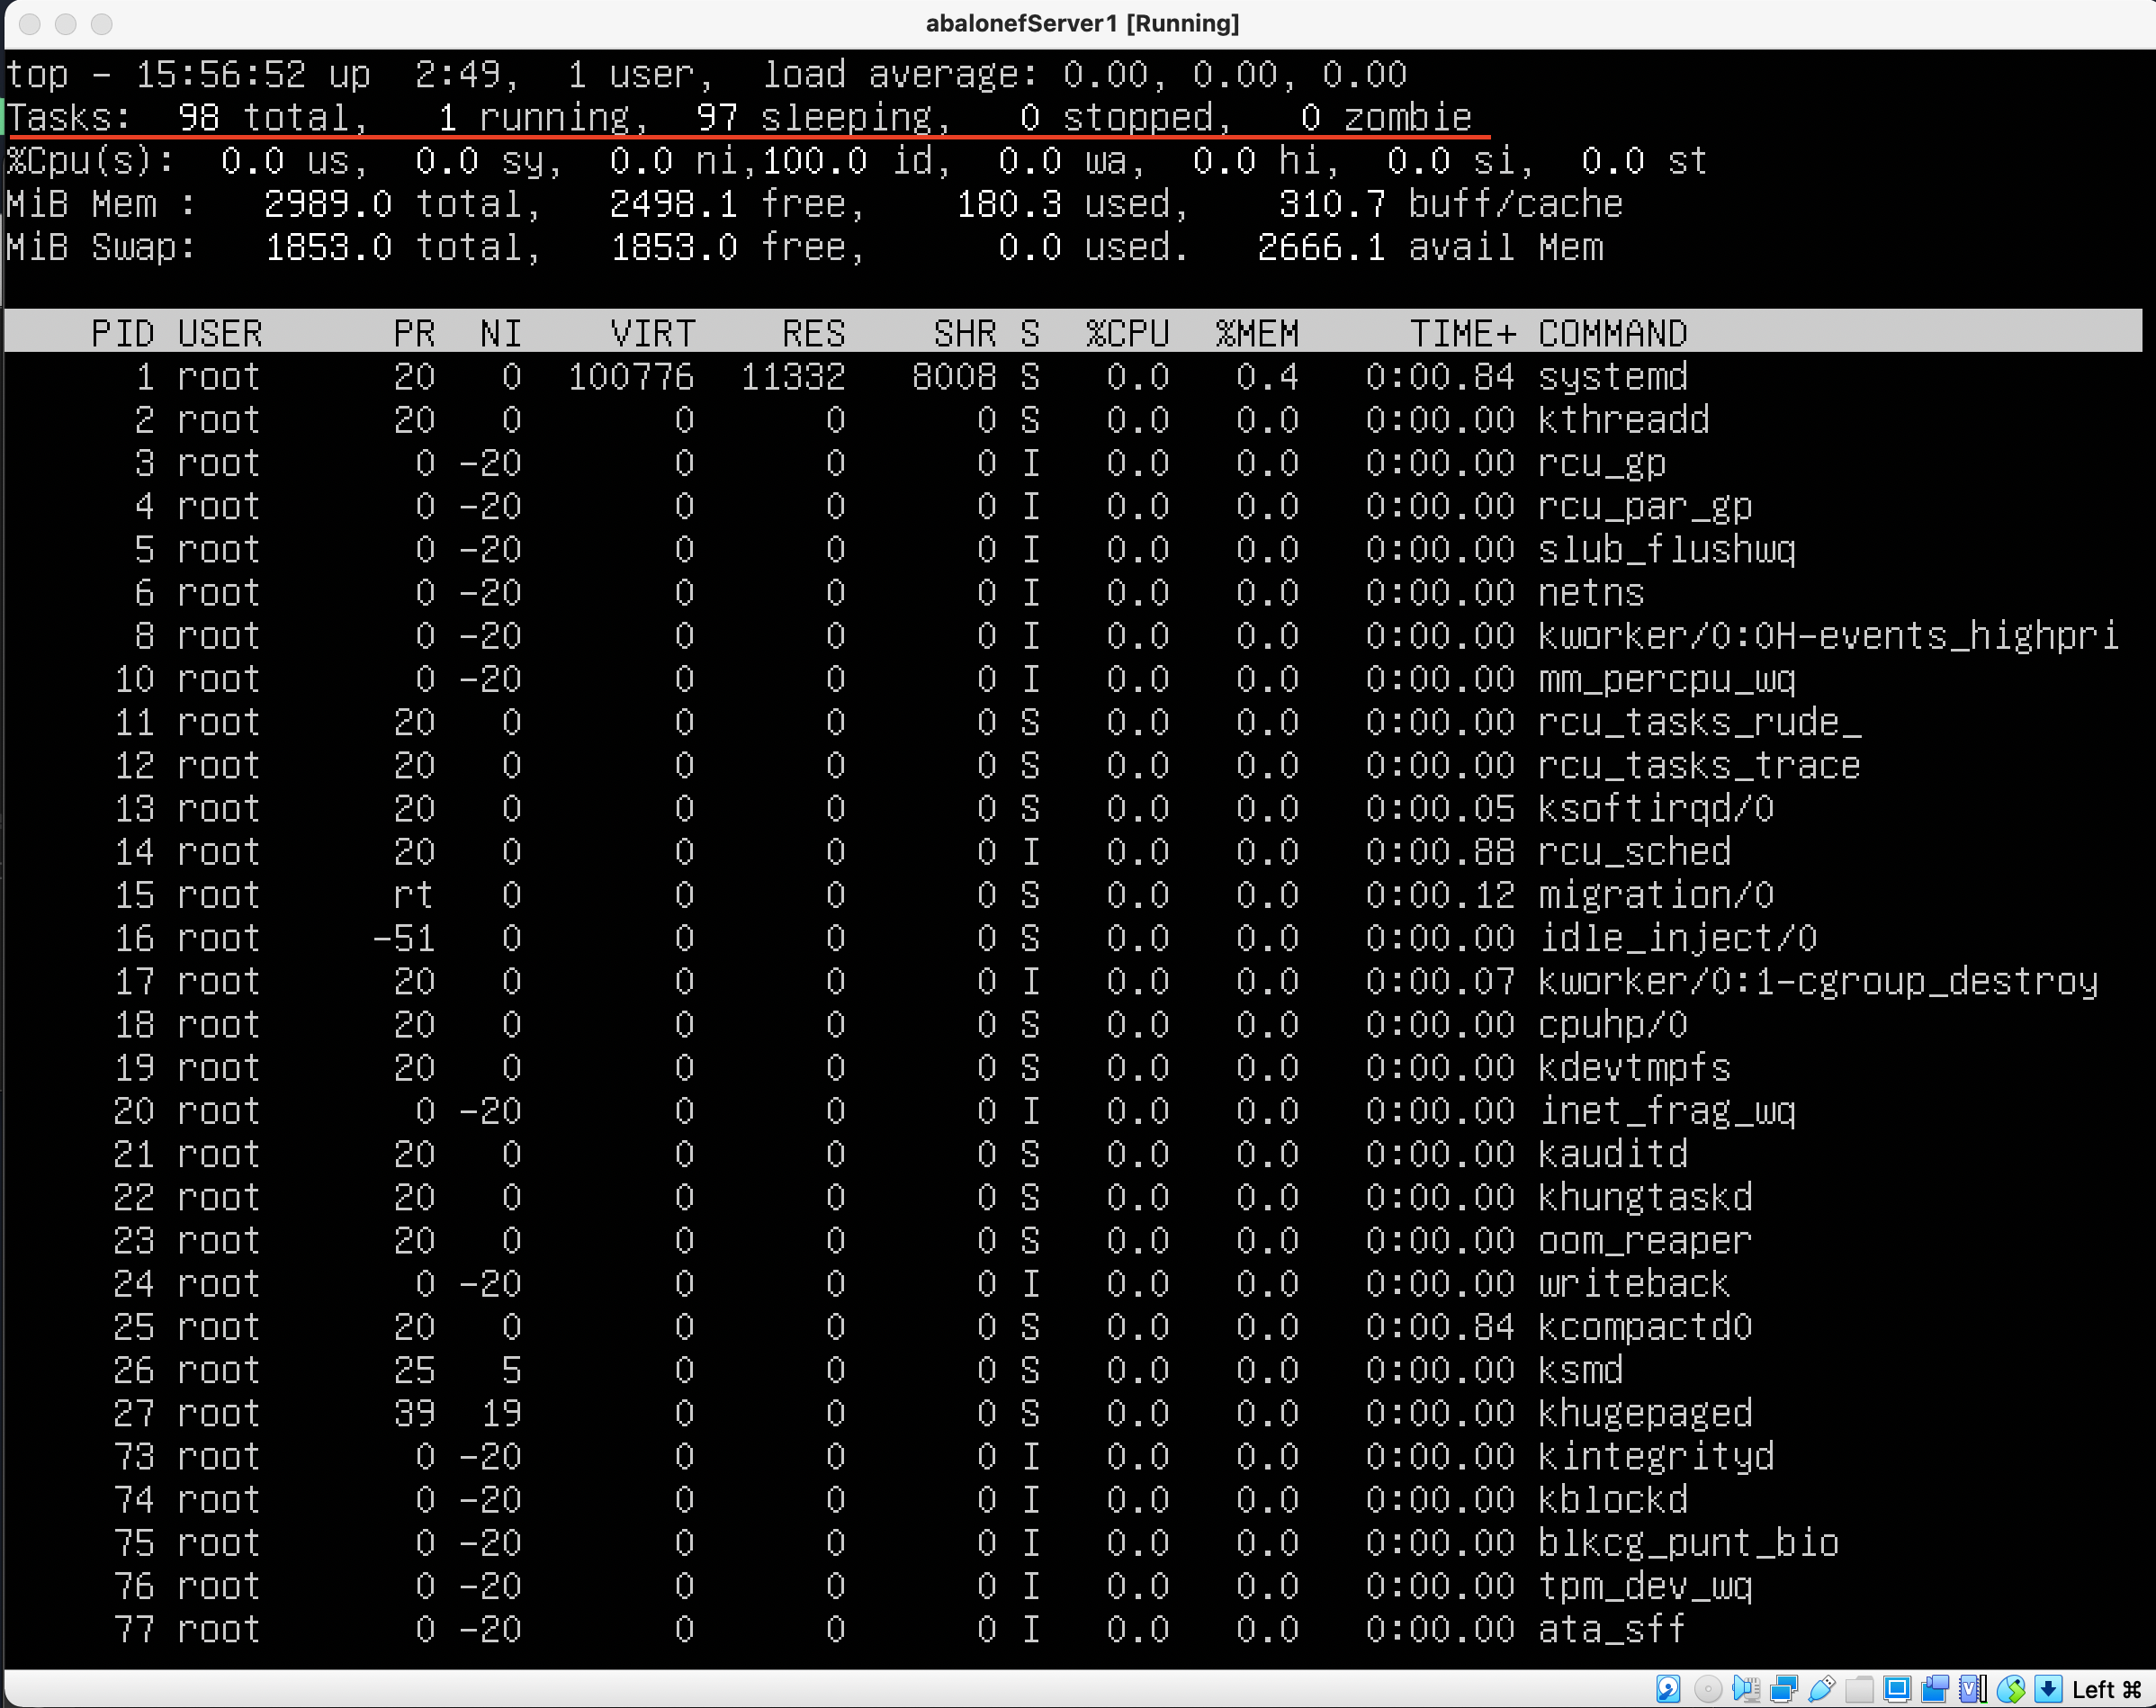 abalonefServer1 [Running]
top - 15:56:52 up  2:49,  1 user,  load average: 0.00, 0.00, 0.00
Tasks:  98 total,   1 running,  97 sleeping,   0 stopped,   0 zombie
%Cpu(s):  0.0 us,  0.0 sy,  0.0 ni,100.0 id,  0.0 wa,  0.0 hi,  0.0 si,  0.0 st
MiB Mem :   2989.0 total,   2498.1 free,    180.3 used,    310.7 buff/cache
MiB Swap:   1853.0 total,   1853.0 free,      0.0 used.   2666.1 avail Mem
PID USER      PR  NI    VIRT    RES    SHR S  %CPU  %MEM     TIME+ COMMAND
1 root      20   0  100776  11332   8008 S   0.0   0.4   0:00.84 systemd
2 root      20   0       0      0      0 S   0.0   0.0   0:00.00 kthreadd
3 root       0 -20       0      0      0 I   0.0   0.0   0:00.00 rcu_gp
4 root       0 -20       0      0      0 I   0.0   0.0   0:00.00 rcu_par_gp
5 root       0 -20       0      0      0 I   0.0   0.0   0:00.00 slub_flushwq
6 root       0 -20       0      0      0 I   0.0   0.0   0:00.00 netns
8 root       0 -20       0      0      0 I   0.0   0.0   0:00.00 kworker/0:0H-events_highpri
10 root       0 -20       0      0      0 I   0.0   0.0   0:00.00 mm_percpu_wq
11 root      20   0       0      0      0 S   0.0   0.0   0:00.00 rcu_tasks_rude_
12 root      20   0       0      0      0 S   0.0   0.0   0:00.00 rcu_tasks_trace
13 root      20   0       0      0      0 S   0.0   0.0   0:00.05 ksoftirqd/0
14 root      20   0       0      0      0 I   0.0   0.0   0:00.88 rcu_sched
15 root      rt   0       0      0      0 S   0.0   0.0   0:00.12 migration/0
16 root     -51   0       0      0      0 S   0.0   0.0   0:00.00 idle_inject/0
17 root      20   0       0      0      0 I   0.0   0.0   0:00.07 kworker/0:1-cgroup_destroy
18 root      20   0       0      0      0 S   0.0   0.0   0:00.00 cpuhp/0
19 root      20   0       0      0      0 S   0.0   0.0   0:00.00 kdevtmpfs
20 root       0 -20       0      0      0 I   0.0   0.0   0:00.00 inet_frag_wq
21 root      20   0       0      0      0 S   0.0   0.0   0:00.00 kauditd
22 root      20   0       0      0      0 S   0.0   0.0   0:00.00 khungtaskd
23 root      20   0       0      0      0 S   0.0   0.0   0:00.00 oom_reaper
24 root       0 -20       0      0      0 I   0.0   0.0   0:00.00 writeback
25 root      20   0       0      0      0 S   0.0   0.0   0:00.84 kcompactd0
26 root      25   5       0      0      0 S   0.0   0.0   0:00.00 ksmd
27 root      39  19       0      0      0 S   0.0   0.0   0:00.00 khugepaged
73 root       0 -20       0      0      0 I   0.0   0.0   0:00.00 kintegrityd
74 root       0 -20       0      0      0 I   0.0   0.0   0:00.00 kblockd
75 root       0 -20       0      0      0 I   0.0   0.0   0:00.00 blkcg_punt_bio
76 root       0 -20       0      0      0 I   0.0   0.0   0:00.00 tpm_dev_wq
77 root       0 -20       0      0      0 I   0.0   0.0   0:00.00 ata_sff
Left ⌘